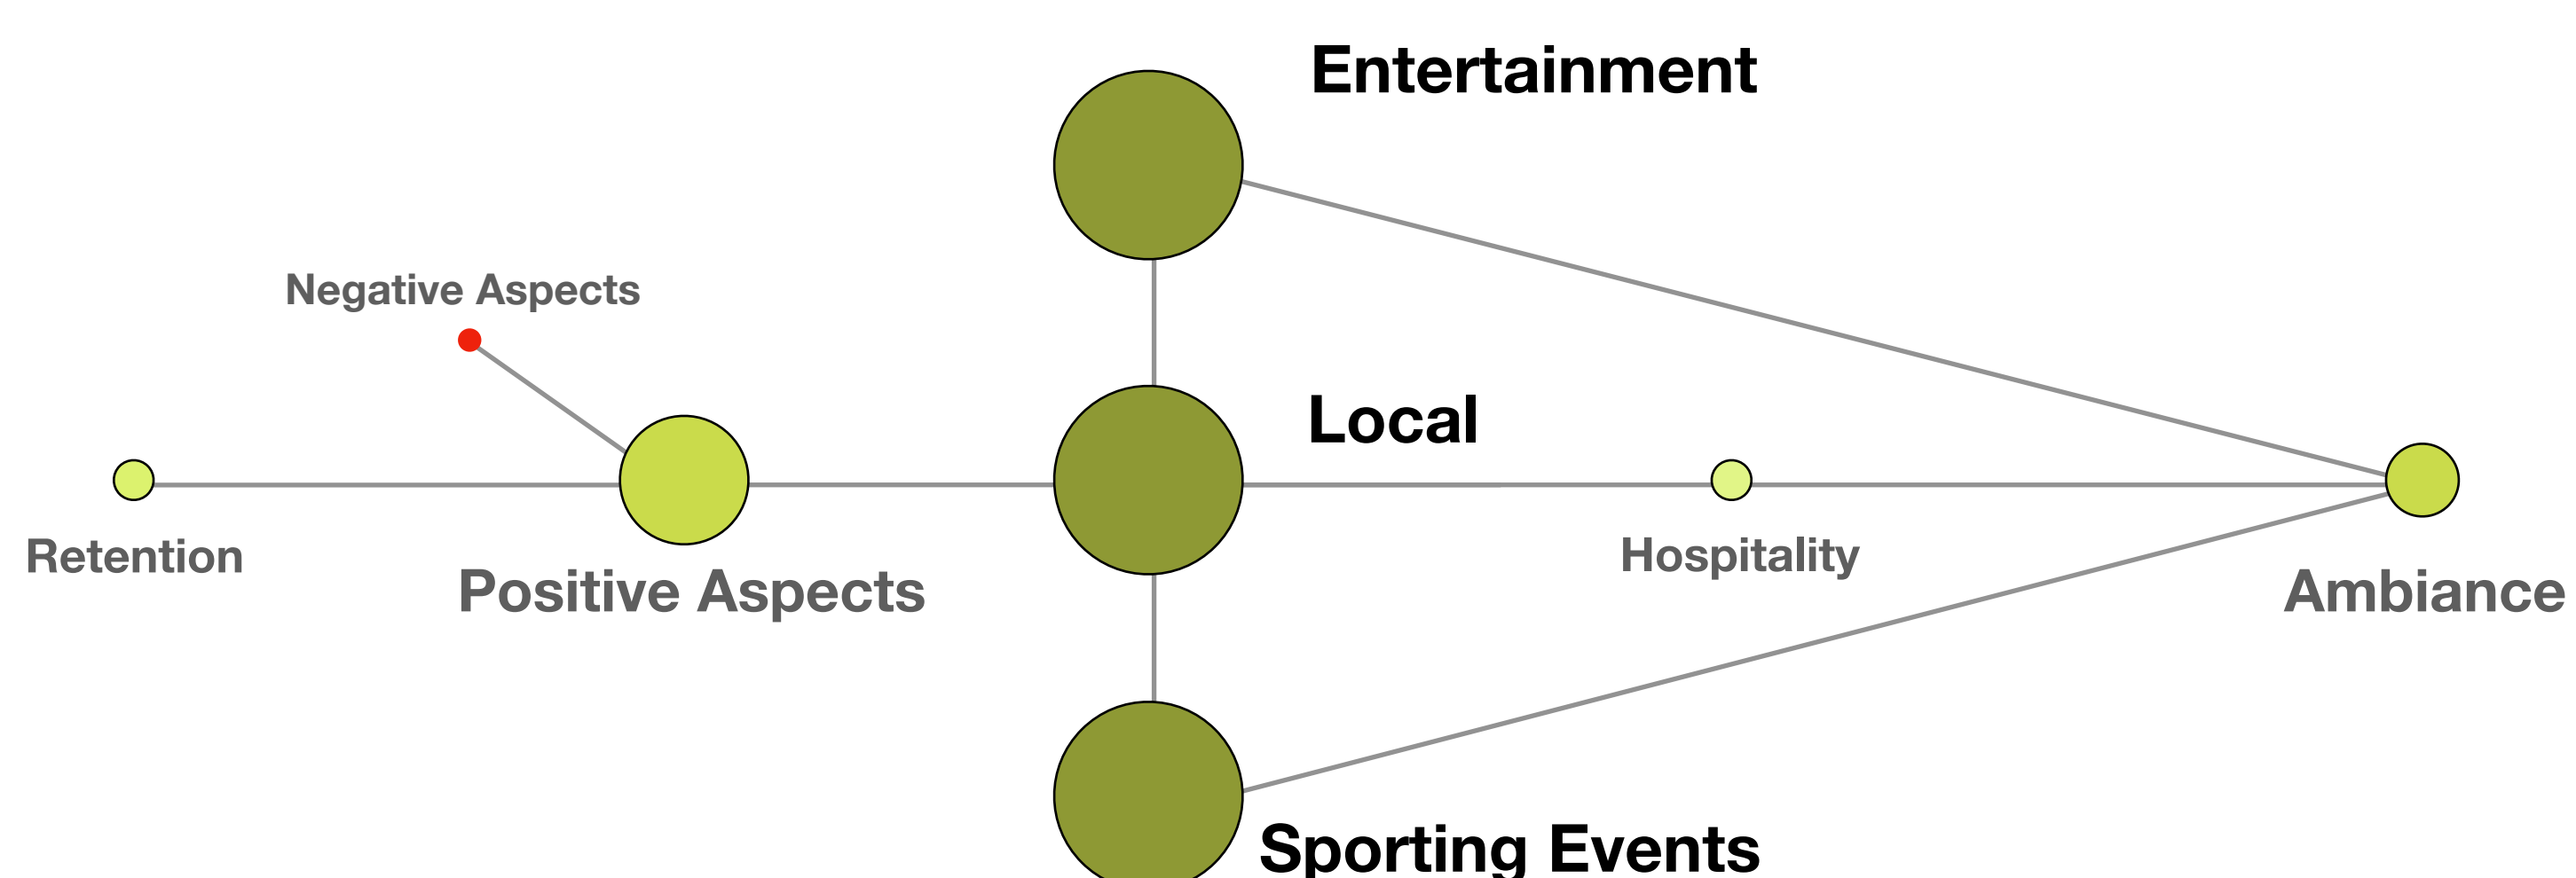 Entertainment
Negative Aspects
Local
Retention
Hospitality
Positive Aspects
Ambiance
Sporting Events